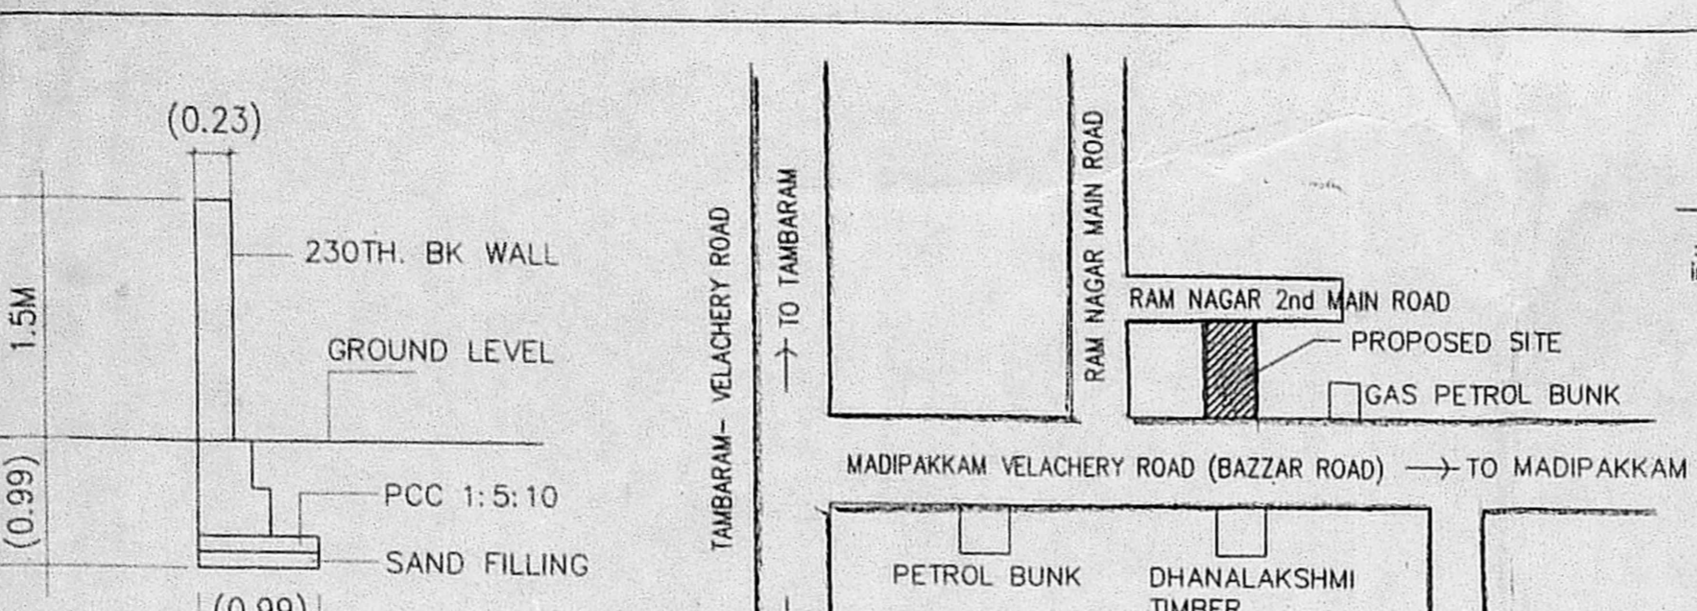 (0.23)
230TH. BK WALL
1.5M
GROUND LEVEL
(0.99)
PCC 1:5:10
SAND FILLING
(0.99)
TAMBARAM- VELACHERY ROAD
TO TAMBARAM
RAM NAGAR MAIN ROAD
RAM NAGAR 2nd MAIN ROAD
PROPOSED SITE
GAS PETROL BUNK
MADIPAKKAM VELACHERY ROAD (BAZZAR ROAD)
TO MADIPAKKAM
PETROL BUNK
DHANALAKSHMI
TIMBER